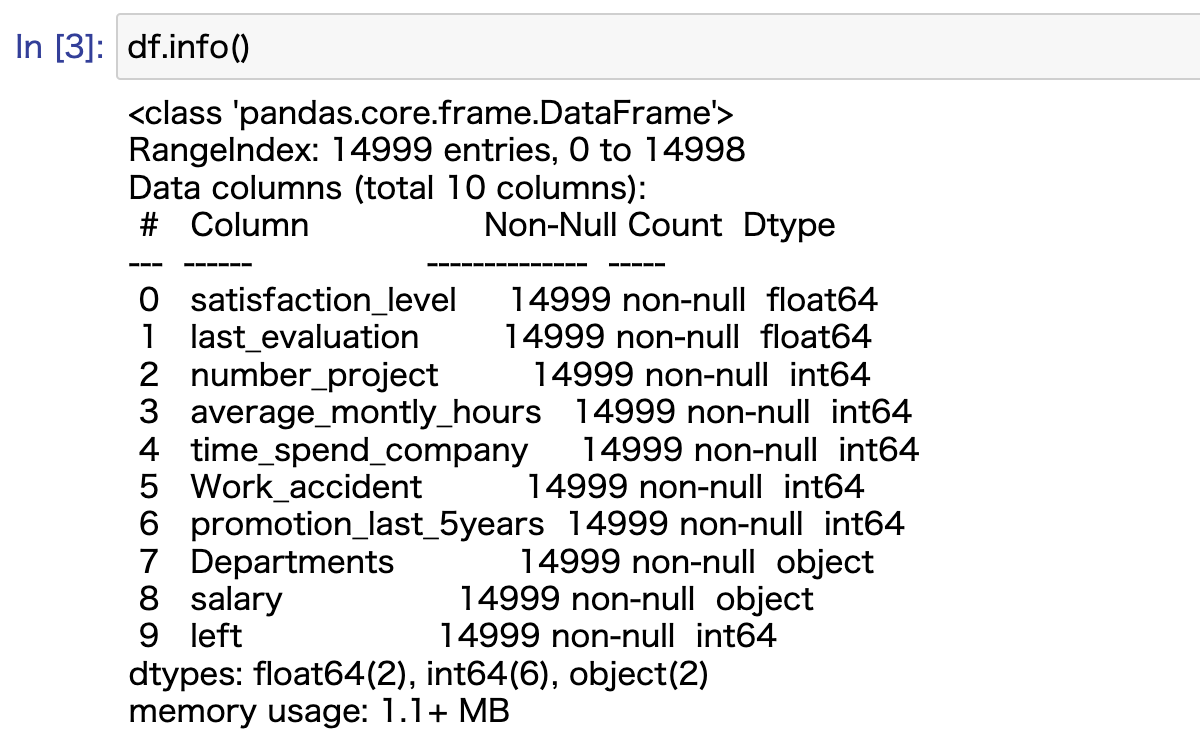 In [3]: df.info()
<class 'pandas.core.frame.DataFrame'>
RangeIndex: 14999 entries, 0 to 14998
Data columns (total 10 columns):
# Column Non-Null Count Dtype
--- ------ -------------- -----
0 satisfaction_level 14999 non-null float64
1 last_evaluation 14999 non-null float64
2 number_project 14999 non-null int64
3 average_montly_hours 14999 non-null int64
4 time_spend_company 14999 non-null int64
5 Work_accident 14999 non-null int64
6 promotion_last_5years 14999 non-null int64
7 Departments 14999 non-null object
8 salary 14999 non-null object
9 left 14999 non-null int64
dtypes: float64(2), int64(6), object(2)
memory usage: 1.1+ MB